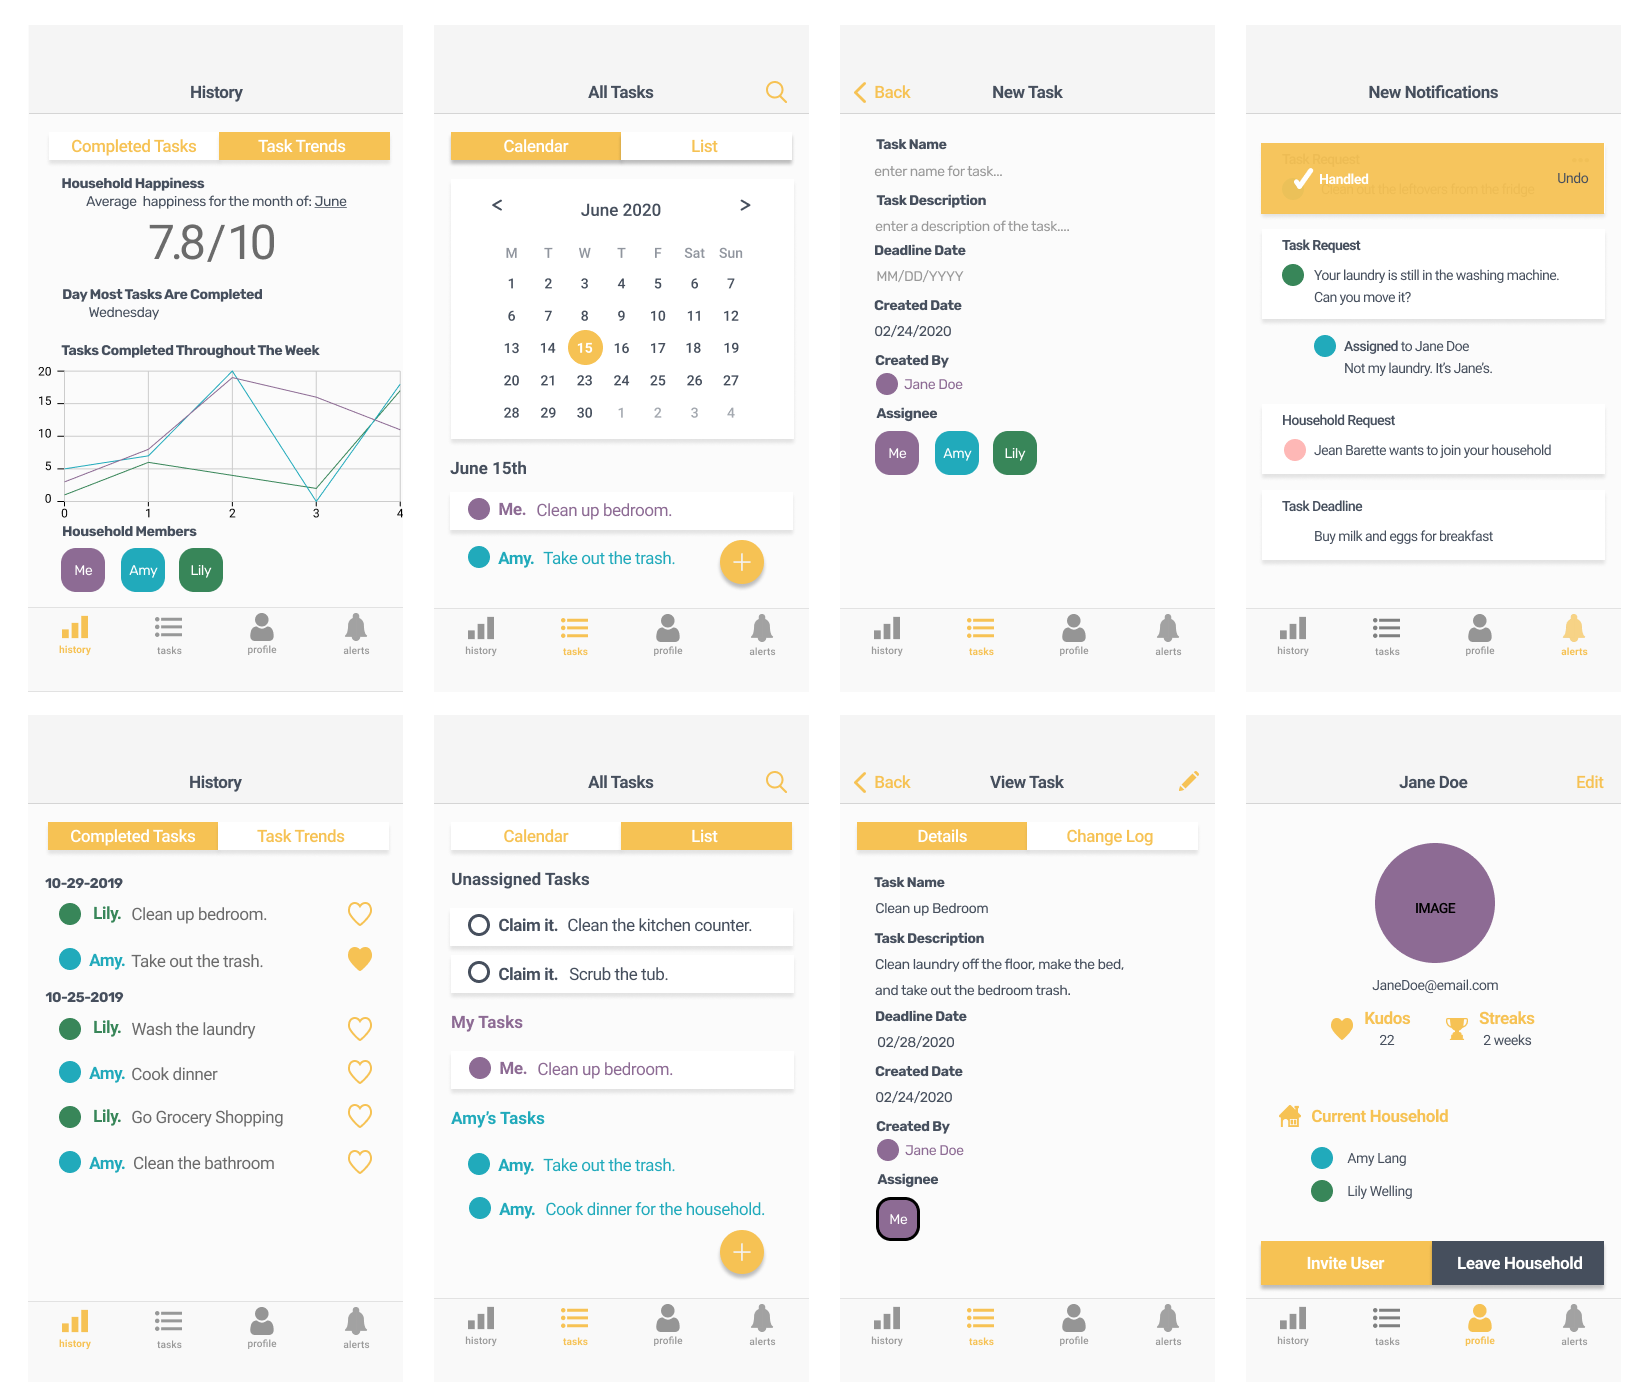 History
Completed Tasks Task Trends
Household Happiness
Average happiness for the month of: June
7.8/10
Day Most Tasks Are Completed
Wednesday
Tasks Completed Throughout The Week
20
15
10
5
0
0 1 2 3 4
Household Members
Me Amy Lily
history tasks profile alerts
All Tasks
Calendar List
< June 2020 >
M T W T F Sat Sun
1 2 3 4 5 6 7
6 7 8 9 10 11 12
13 14 15 16 17 18 19
20 21 23 24 25 26 27
28 29 30 1 2 3 4
June 15th
Me. Clean up bedroom.
Amy. Take out the trash.
history tasks profile alerts
Back New Task
Task Name
enter name for task...
Task Description
enter a description of the task....
Deadline Date
MM/DD/YYYY
Created Date
02/24/2020
Created By
Jane Doe
Assignee
Me Amy Lily
history tasks profile alerts
New Notifications
Task Request
Handled Undo
out the leftovers from the fridge
Task Request
Your laundry is still in the washing machine.
Can you move it?
Assigned to Jane Doe
Not my laundry. It's Jane's.
Household Request
Jean Barette wants to join your household
Task Deadline
Buy milk and eggs for breakfast
history tasks profile alerts
History
Completed Tasks Task Trends
10-29-2019
Lily. Clean up bedroom.
Amy. Take out the trash.
10-25-2019
Lily. Wash the laundry
Amy. Cook dinner
Lily. Go Grocery Shopping
Amy. Clean the bathroom
history tasks profile alerts
All Tasks
Calendar List
Unassigned Tasks
Claim it. Clean the kitchen counter.
Claim it. Scrub the tub.
My Tasks
Me. Clean up bedroom.
Amy's Tasks
Amy. Take out the trash.
Amy. Cook dinner for the household.
history tasks profile alerts
Back View Task
Details Change Log
Task Name
Clean up Bedroom
Task Description
Clean laundry off the floor, make the bed,
and take out the bedroom trash.
Deadline Date
02/28/2020
Created Date
02/24/2020
Created By
Jane Doe
Assignee
Me
history tasks profile alerts
Jane Doe Edit
IMAGE
JaneDoe@email.com
Kudos Streaks
22 2 weeks
Current Household
Amy Lang
Lily Welling
Invite User Leave Household
history tasks profile alerts